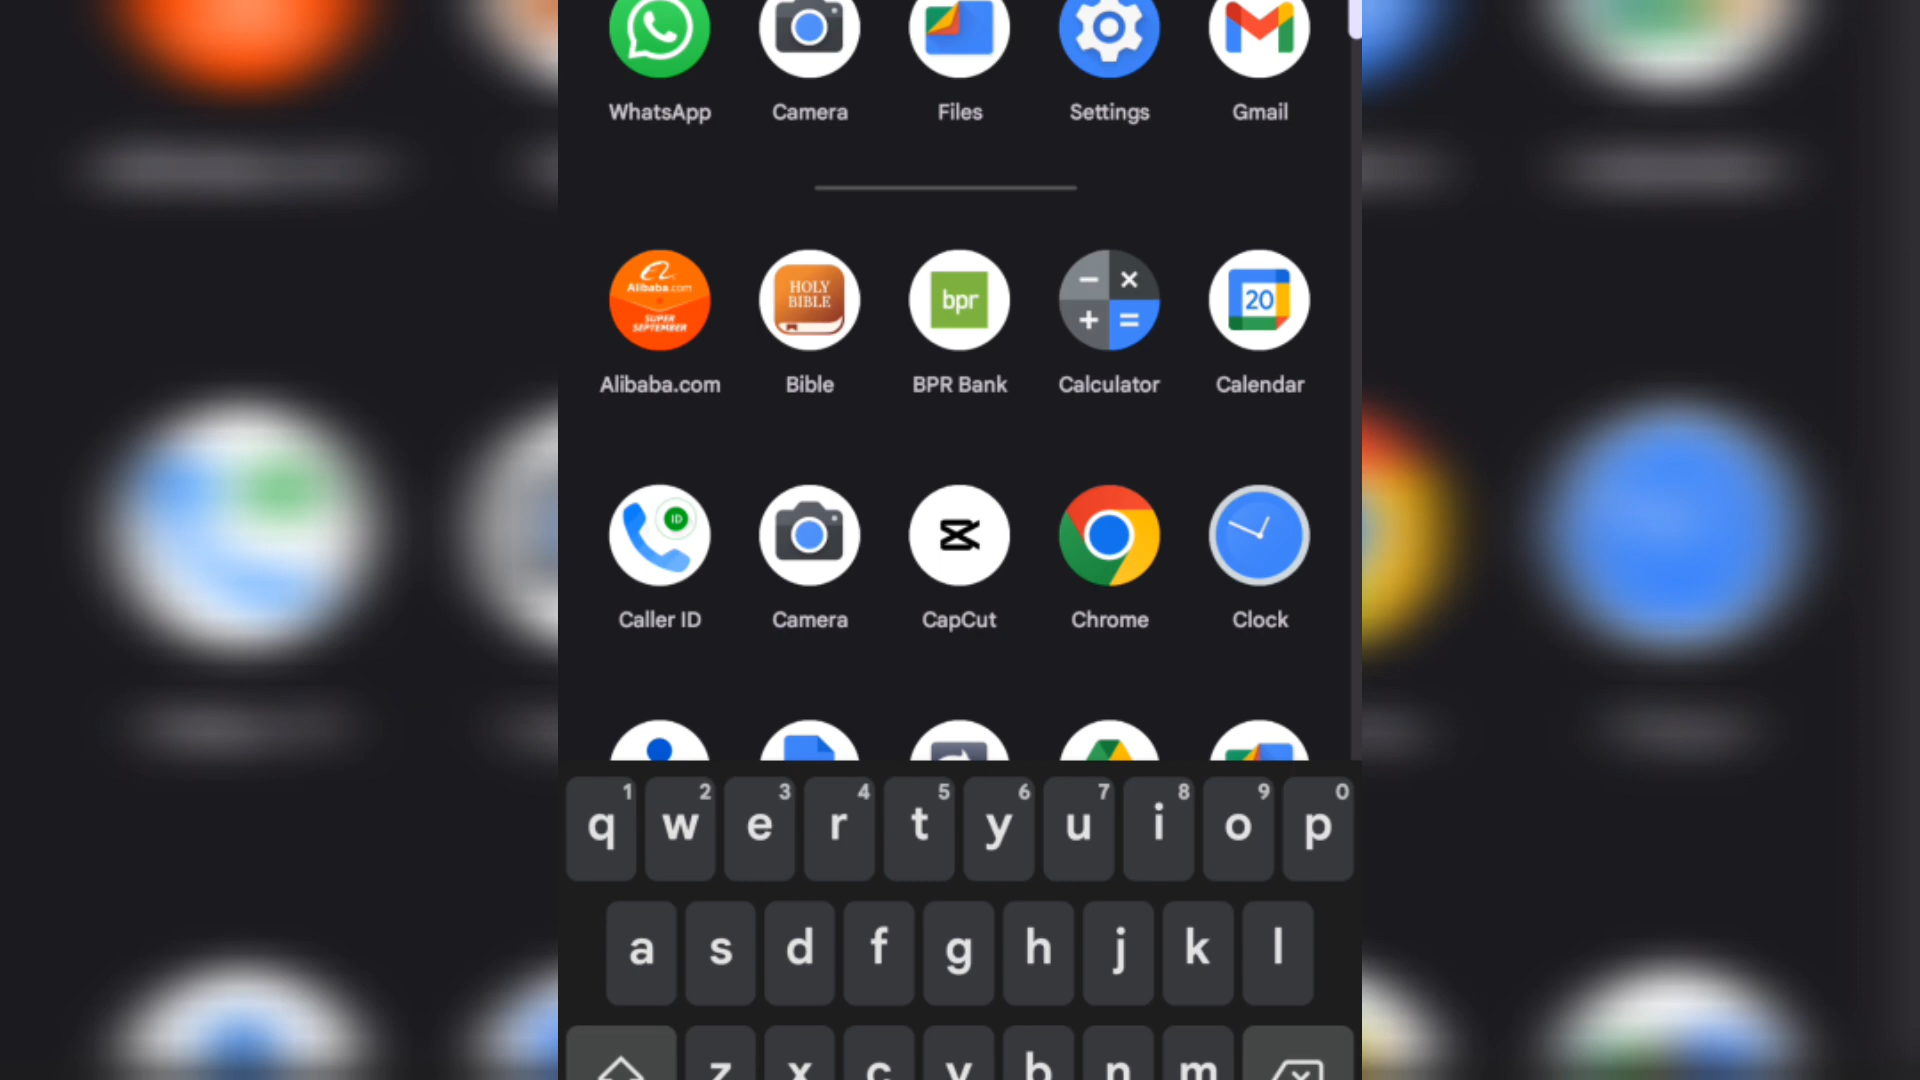 WhatsApp Camera Files Settings Gmail
Alibaba.com
SUPER
SEPTEMBER
HOLY
BIBLE
bpr
20
Alibaba.com Bible BPR Bank Calculator Calendar
ID
Caller ID Camera CapCut Chrome Clock
1 2 3 4 5 6 7 8 9 0
q w e r t y u i o p
a s d f g h j k l
z x c v b n m